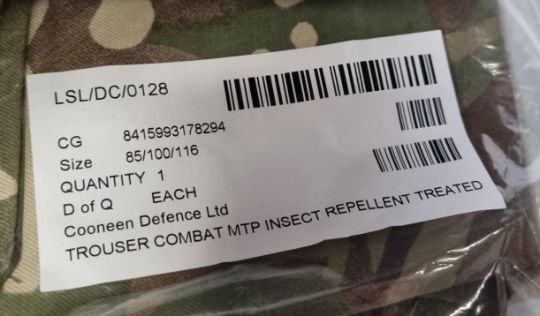 LSL/DC/0128
CG 8415993178294
Size 85/100/116
QUANTITY 1
D of Q EACH
Cooneen Defence Ltd
TROUSER COMBAT MTP INSECT REPELLENT TREATED